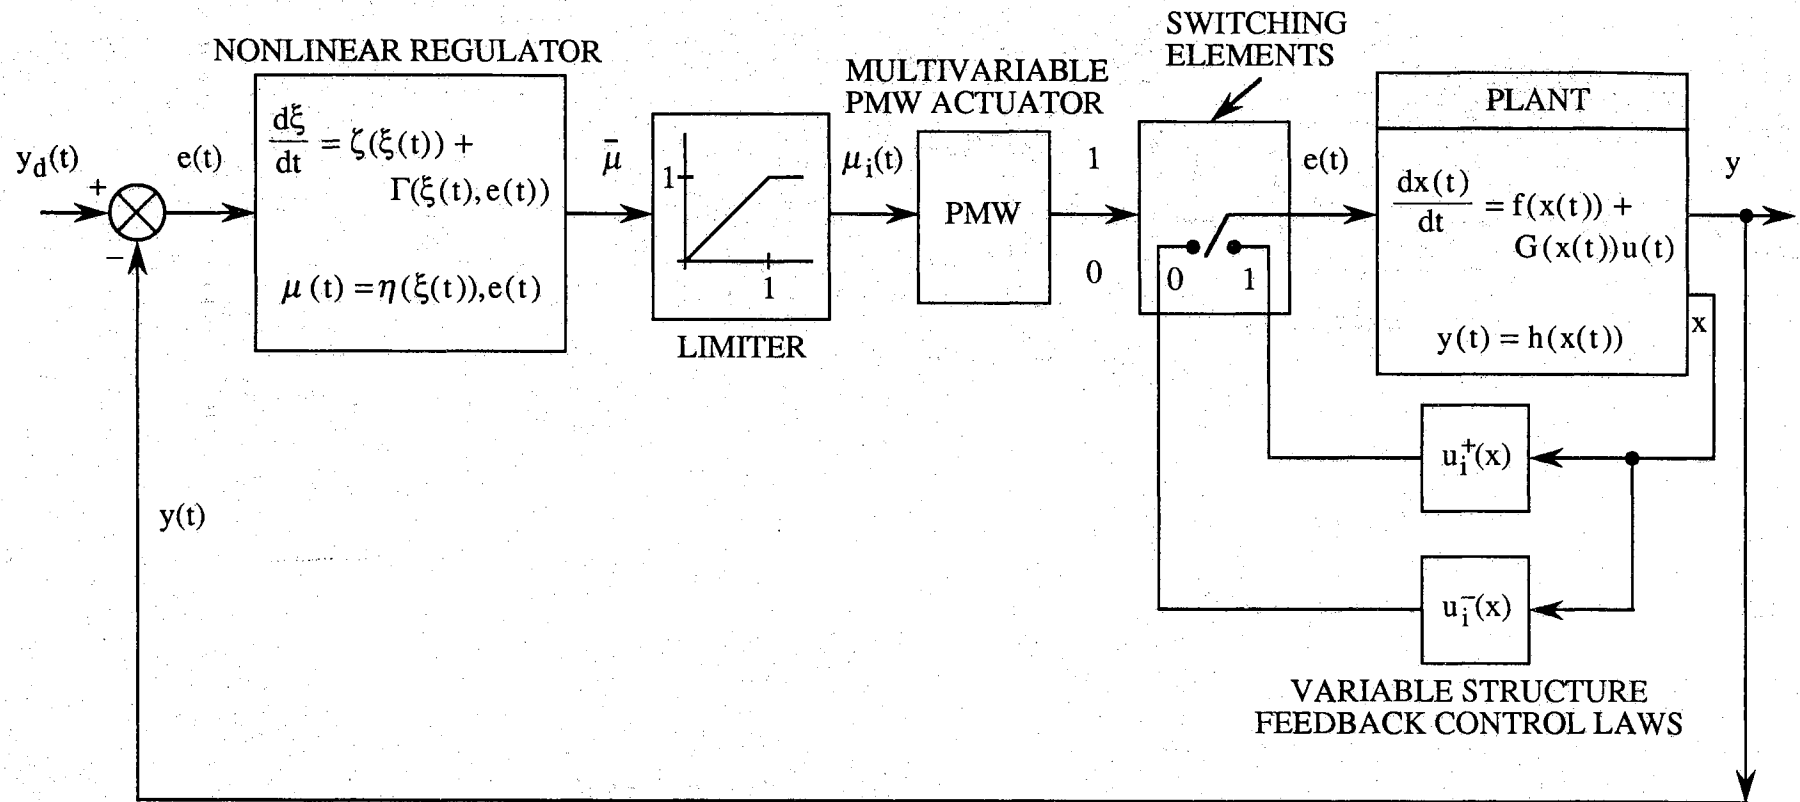 SWITCHING
ELEMENTS
NONLINEAR REGULATOR
MULTIVARIABLE
PMW ACTUATOR
PLANT
y_d(t)
+
−
e(t)
dξ/dt = ζ(ξ(t)) +
Γ(ξ(t),e(t))
μ (t) = η(ξ(t)),e(t)
μ̄
1
1
LIMITER
μ_i(t)
PMW
1
0
0 1
e(t)
dx(t)/dt = f(x(t)) +
G(x(t))u(t)
y(t) = h(x(t))
y
x
u_i^+(x)
y(t)
u_i^−(x)
VARIABLE STRUCTURE
FEEDBACK CONTROL LAWS